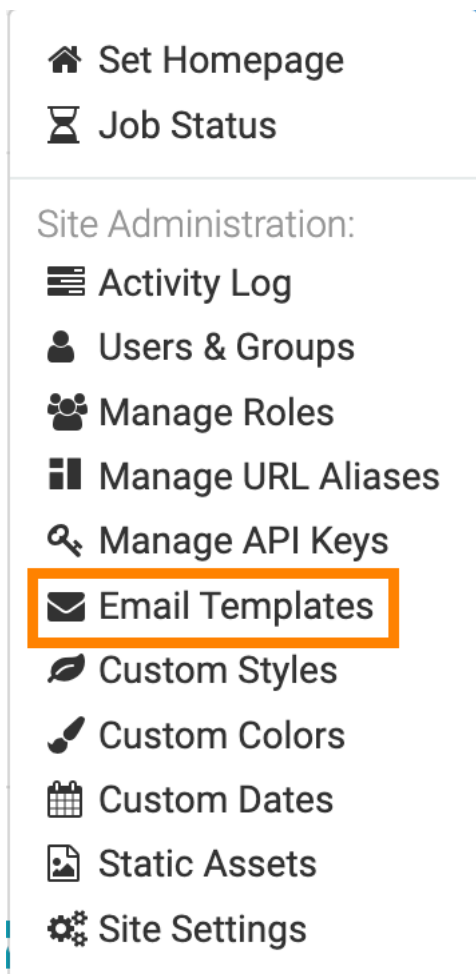 Set Homepage
Job Status
Site Administration:
Activity Log
Users & Groups
Manage Roles
Manage URL Aliases
Manage API Keys
Email Templates
Custom Styles
Custom Colors
Custom Dates
Static Assets
Site Settings